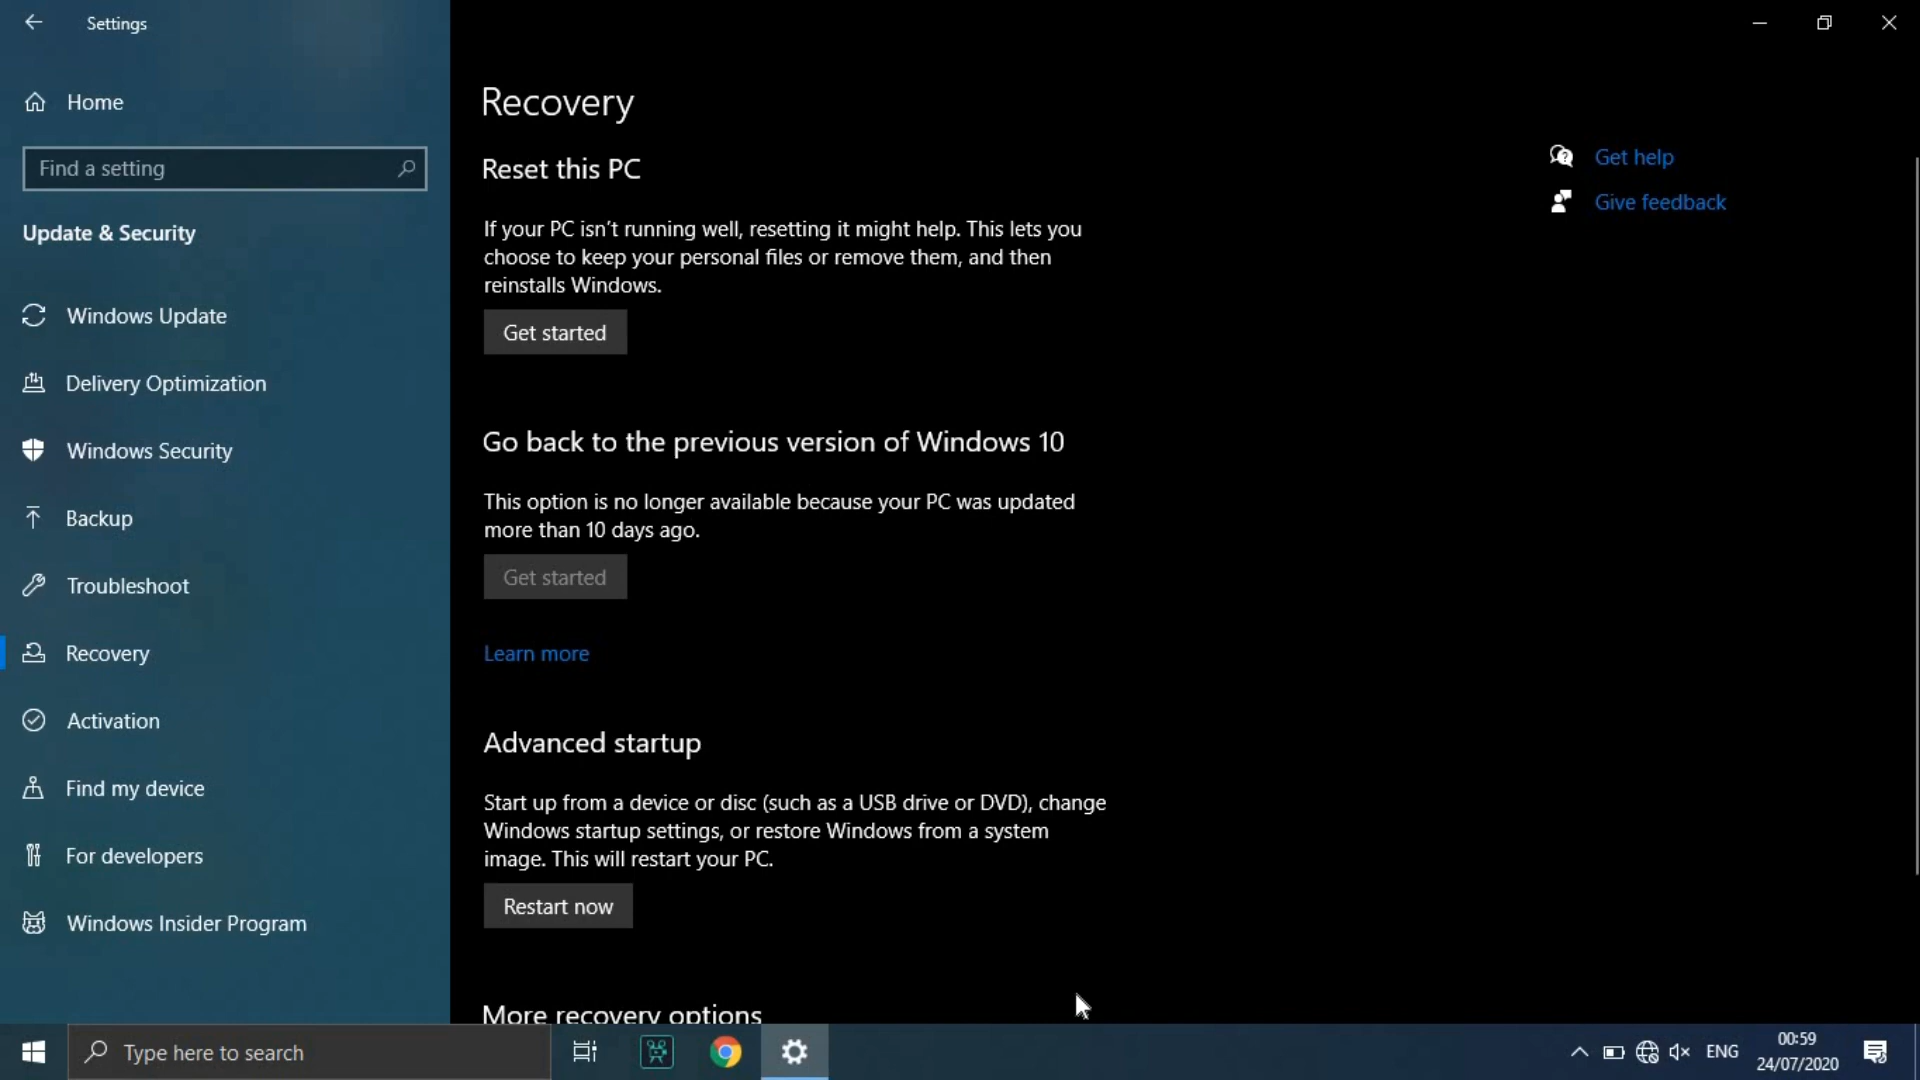 Settings
Home
Find a setting
Update & Security
Windows Update
Delivery Optimization
Windows Security
Backup
Troubleshoot
Recovery
Activation
Find my device
For developers
Windows Insider Program
Recovery
Reset this PC
If your PC isn't running well, resetting it might help. This lets you
choose to keep your personal files or remove them, and then
reinstalls Windows.
Get started
Go back to the previous version of Windows 10
This option is no longer available because your PC was updated
more than 10 days ago.
Get started
Learn more
Advanced startup
Start up from a device or disc (such as a USB drive or DVD), change
Windows startup settings, or restore Windows from a system
image. This will restart your PC.
Restart now
More recovery options
Get help
Give feedback
Type here to search
ENG
00:59
24/07/2020